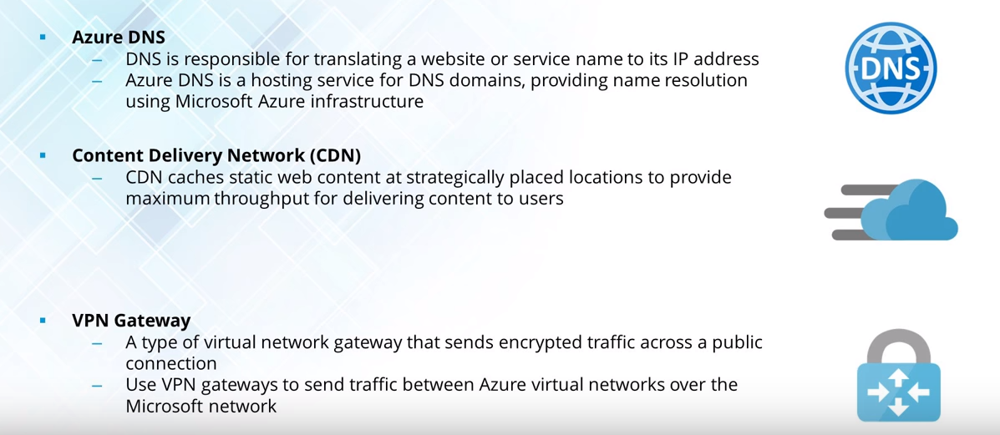 Azure DNS
– DNS is responsible for translating a website or service name to its IP address
– Azure DNS is a hosting service for DNS domains, providing name resolution
using Microsoft Azure infrastructure
DNS
Content Delivery Network (CDN)
– CDN caches static web content at strategically placed locations to provide
maximum throughput for delivering content to users
VPN Gateway
– A type of virtual network gateway that sends encrypted traffic across a public
connection
– Use VPN gateways to send traffic between Azure virtual networks over the
Microsoft network